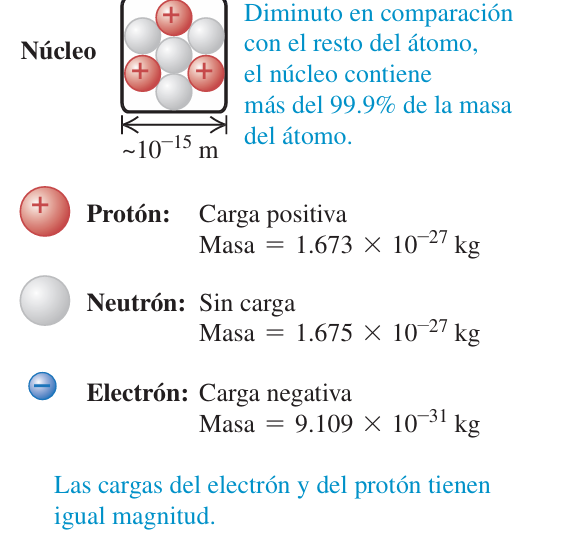 Núcleo
Diminuto en comparación
con el resto del átomo,
el núcleo contiene
más del 99.9% de la masa
del átomo.
~10⁻¹⁵ m
Protón: Carga positiva
Masa = 1.673 × 10⁻²⁷ kg
Neutrón: Sin carga
Masa = 1.675 × 10⁻²⁷ kg
Electrón: Carga negativa
Masa = 9.109 × 10⁻³¹ kg
Las cargas del electrón y del protón tienen
igual magnitud.